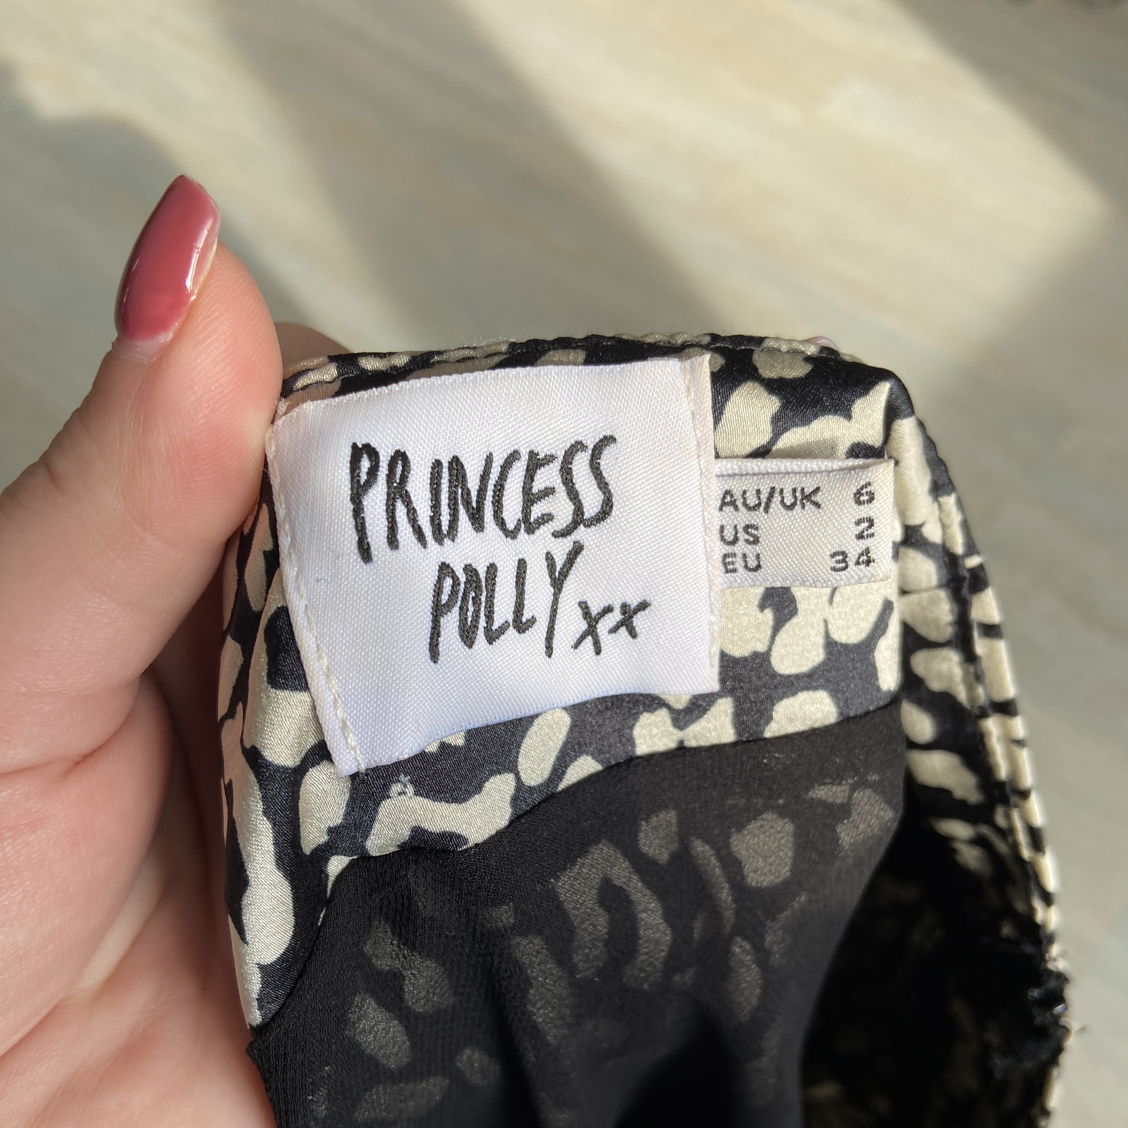 PRINCESS
POLLY xx
AU/UK 6
US 2
EU 34